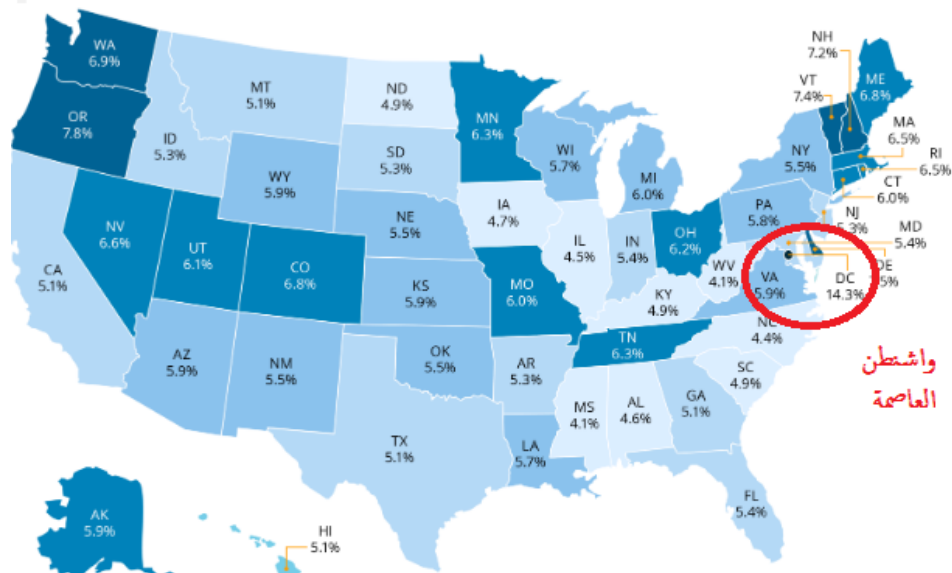 WA
6.9%
OR
7.8%
MT
5.1%
ID
5.3%
ND
4.9%
SD
5.3%
WY
5.9%
NE
5.5%
NV
6.6%
UT
6.1%
CO
6.8%
CA
5.1%
KS
5.9%
AZ
5.9%
NM
5.5%
OK
5.5%
TX
5.1%
MN
6.3%
IA
4.7%
MO
6.0%
AR
5.3%
LA
5.7%
WI
5.7%
IL
4.5%
MI
6.0%
IN
5.4%
OH
6.2%
KY
4.9%
TN
6.3%
MS
4.1%
AL
4.6%
GA
5.1%
FL
5.4%
SC
4.9%
NC
4.4%
WV
4.1%
VA
5.9%
PA
5.8%
NY
5.5%
VT
7.4%
NH
7.2%
ME
6.8%
MA
6.5%
RI
6.5%
CT
6.0%
NJ
5.3%
MD
5.4%
DE
5%
DC
14.3%
واشنطن
العاصمة
AK
5.9%
HI
5.1%